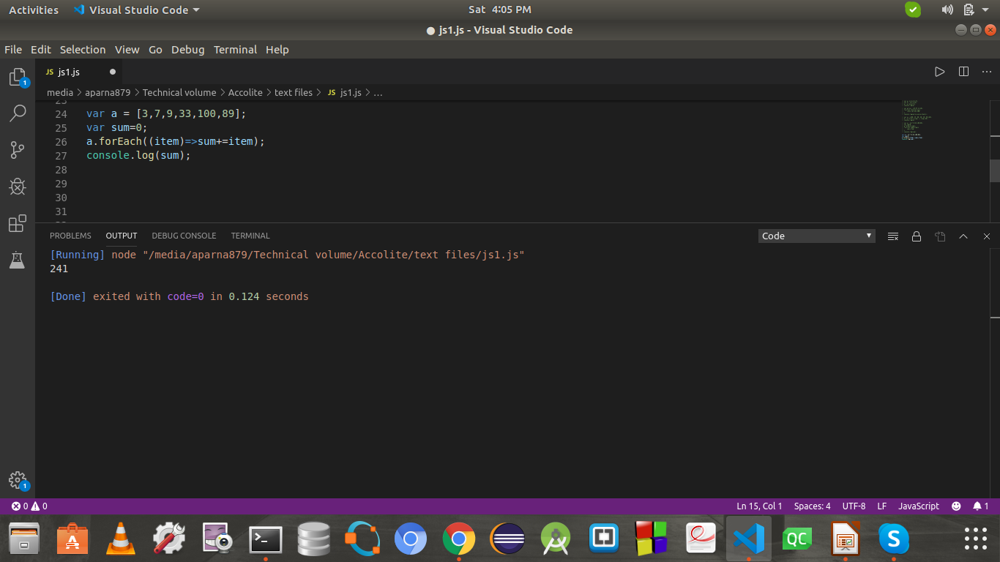 Activities Visual Studio Code Sat 4:05 PM
js1.js - Visual Studio Code
File Edit Selection View Go Debug Terminal Help
JS js1.js
media > aparna879 > Technical volume > Accolite > text files > JS js1.js > ...
23
24 var a = [3,7,9,33,100,89];
25 var sum=0;
26 a.forEach((item)=>sum+=item);
27 console.log(sum);
28
29
30
31
PROBLEMS OUTPUT DEBUG CONSOLE TERMINAL Code
[Running] node "/media/aparna879/Technical volume/Accolite/text files/js1.js"
241
[Done] exited with code=0 in 0.124 seconds
1
1
0 0 Ln 15, Col 1 Spaces: 4 UTF-8 LF JavaScript 1
A >_ QC S